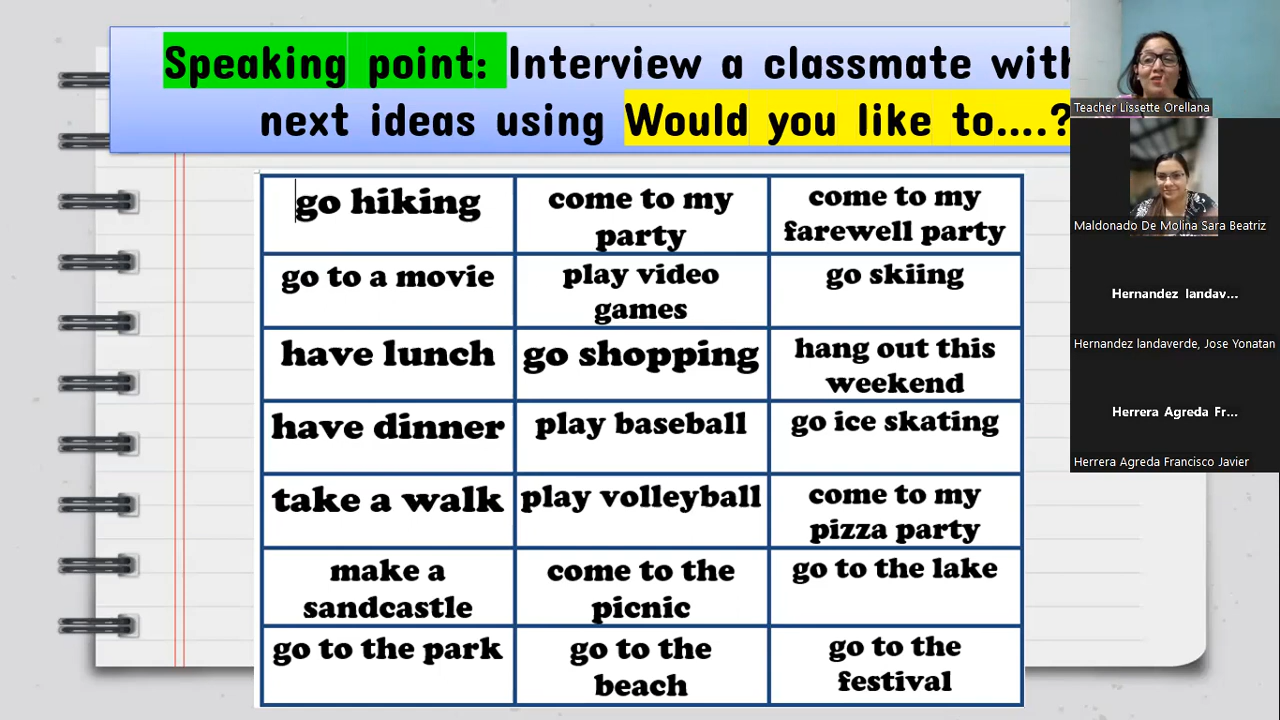 Speaking point: Interview a classmate with
next ideas using Would you like to....?
go hiking
come to my
party
come to my
farewell party
go to a movie
play video
games
go skiing
have lunch
go shopping
hang out this
weekend
have dinner
play baseball
go ice skating
take a walk
play volleyball
come to my
pizza party
make a
sandcastle
come to the
picnic
go to the lake
go to the park
go to the
beach
go to the
festival
Teacher Lissette Orellana
Maldonado De Molina Sara Beatriz
Hernandez landav...
Hernandez landaverde, Jose Yonatan
Herrera Agreda Fr...
Herrera Agreda Francisco Javier